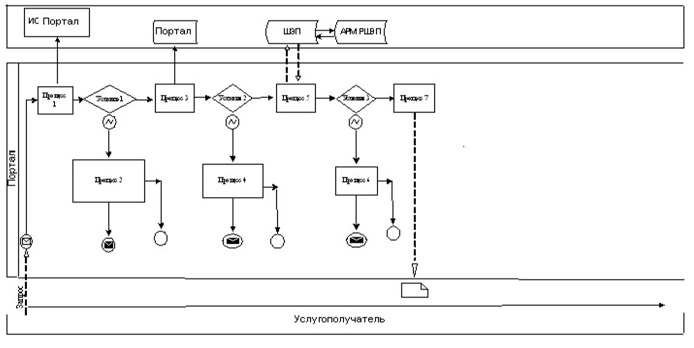 ИС Портал
Портал
ШЭП
АРМ РШЭП
Процесс
1
Условие 1
Процесс 3
Условие 2
Процесс 5
Условие 3
Процесс 7
Процесс 2
Процесс 4
Процесс 6
Портал
Запрос
Услугополучатель